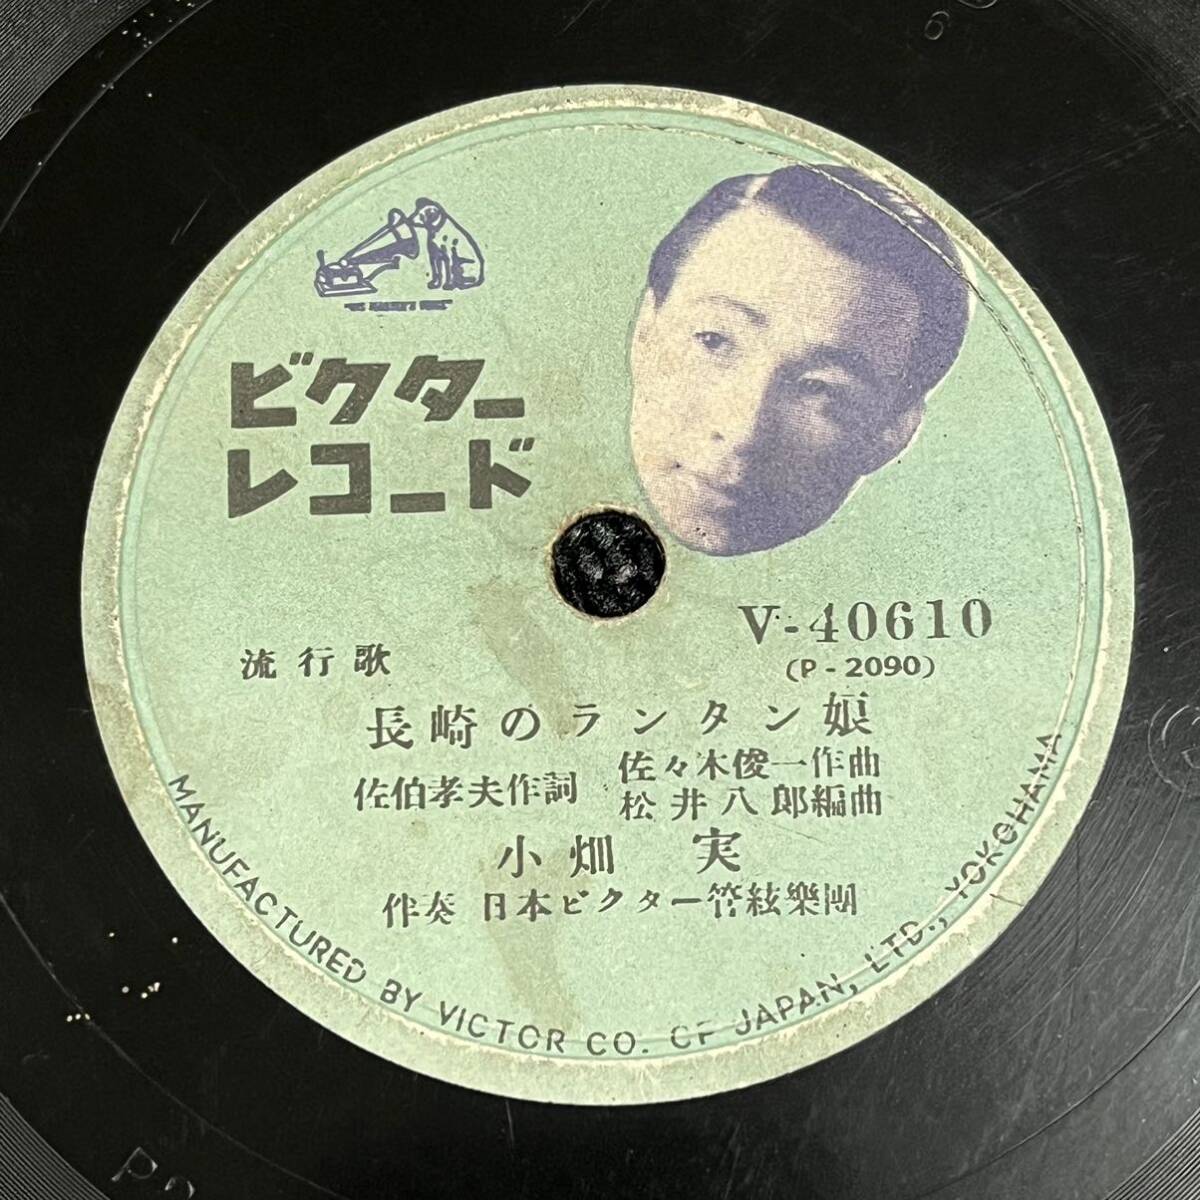 "HIS MASTER'S VOICE"
ビクター
レコード
V-40610
(P-2090)
流行歌
長崎のランタン娘
佐伯孝夫作詞
佐々木俊一作曲
松井八郎編曲
小畑 実
伴奏 日本ビクター管絃樂團
MANUFACTURED BY VICTOR CO. OF JAPAN, LTD., YOKOHAMA